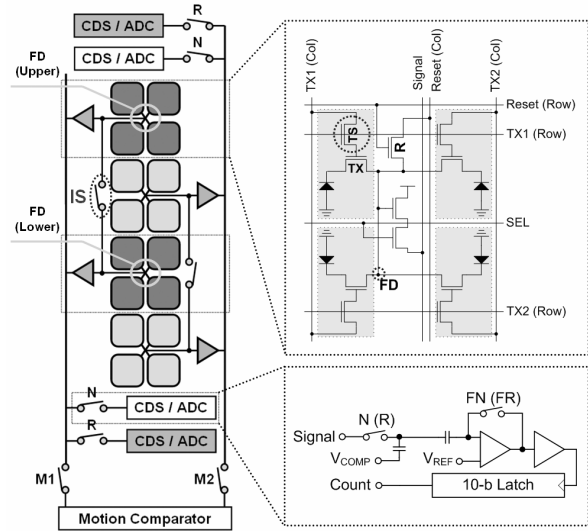 R
CDS / ADC
N
CDS / ADC
FD
(Upper)
IS
FD
(Lower)
N
CDS / ADC
R
CDS / ADC
M1
M2
Motion Comparator
TX1 (Col)
Signal
Reset (Col)
TX2 (Col)
Reset (Row)
TS
R
TX1 (Row)
TX
SEL
FD
TX2 (Row)
FN (FR)
N (R)
Signal
VCOMP
VREF
Count
10-b Latch